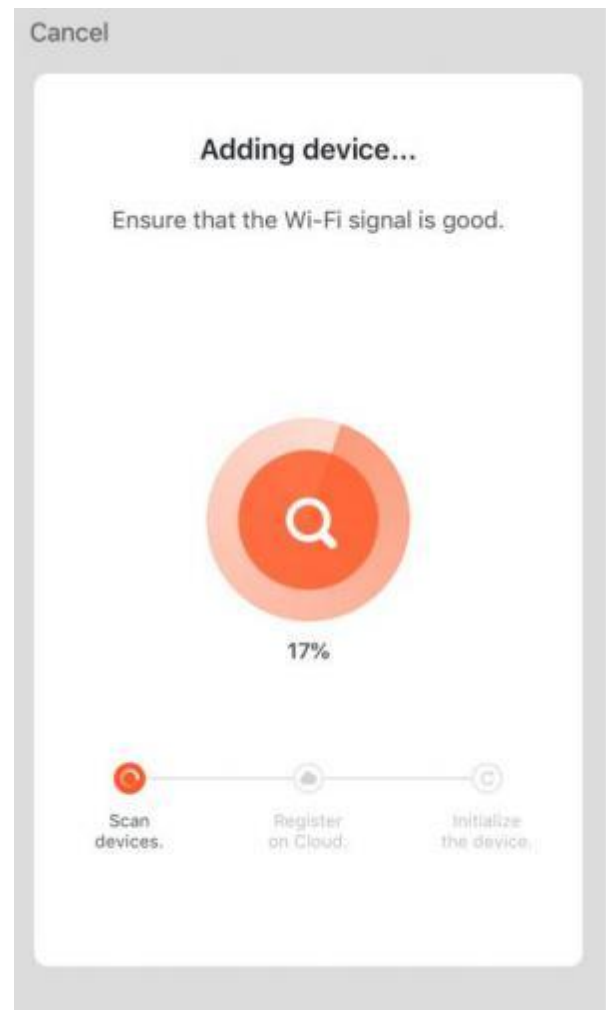 Cancel
Adding device...
Ensure that the Wi-Fi signal is good.
17%
Scan
devices.
Register
on Cloud.
Initialize
the device.